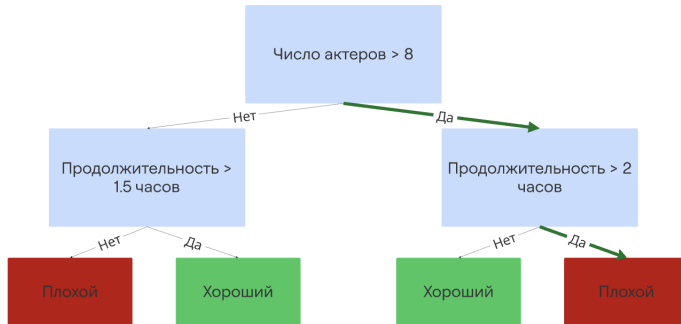 Число актеров > 8
Нет
Да
Продолжительность >
1.5 часов
Продолжительность > 2
часов
Нет
Да
Нет
Да
Плохой
Хороший
Хороший
Плохой